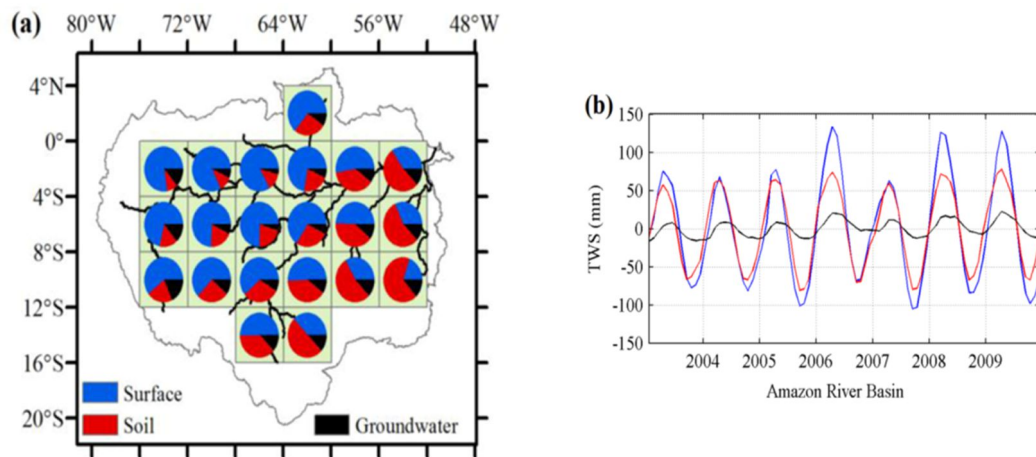 (a)
80°W 72°W 64°W 56°W 48°W
4°N
0°
4°S
8°S
12°S
16°S
20°S
Surface
Soil
Groundwater
(b)
TWS (mm)
150
100
50
0
-50
-100
-150
2004 2005 2006 2007 2008 2009
Amazon River Basin